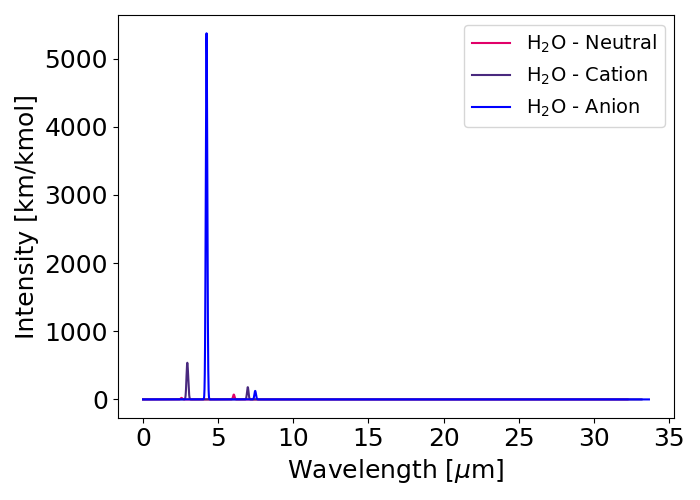 H₂O - Neutral
H₂O - Cation
H₂O - Anion
Intensity [km/kmol]
5000
4000
3000
2000
1000
0
0 5 10 15 20 25 30 35
Wavelength [μm]